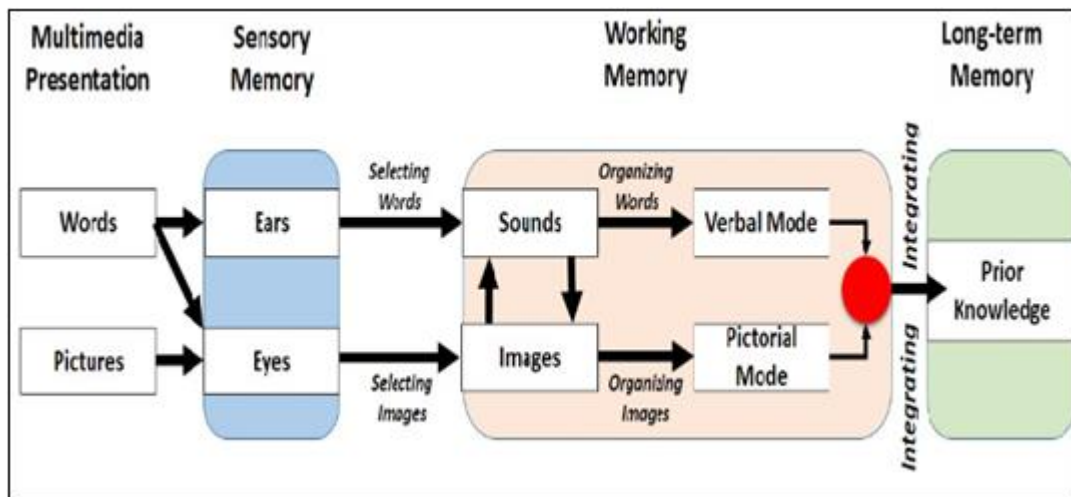 Multimedia
Presentation
Sensory
Memory
Working
Memory
Long-term
Memory
Words
Pictures
Ears
Eyes
Selecting
Words
Selecting
Images
Sounds
Images
Organizing
Words
Organizing
Images
Verbal Mode
Pictorial
Mode
Integrating
Integrating
Prior
Knowledge